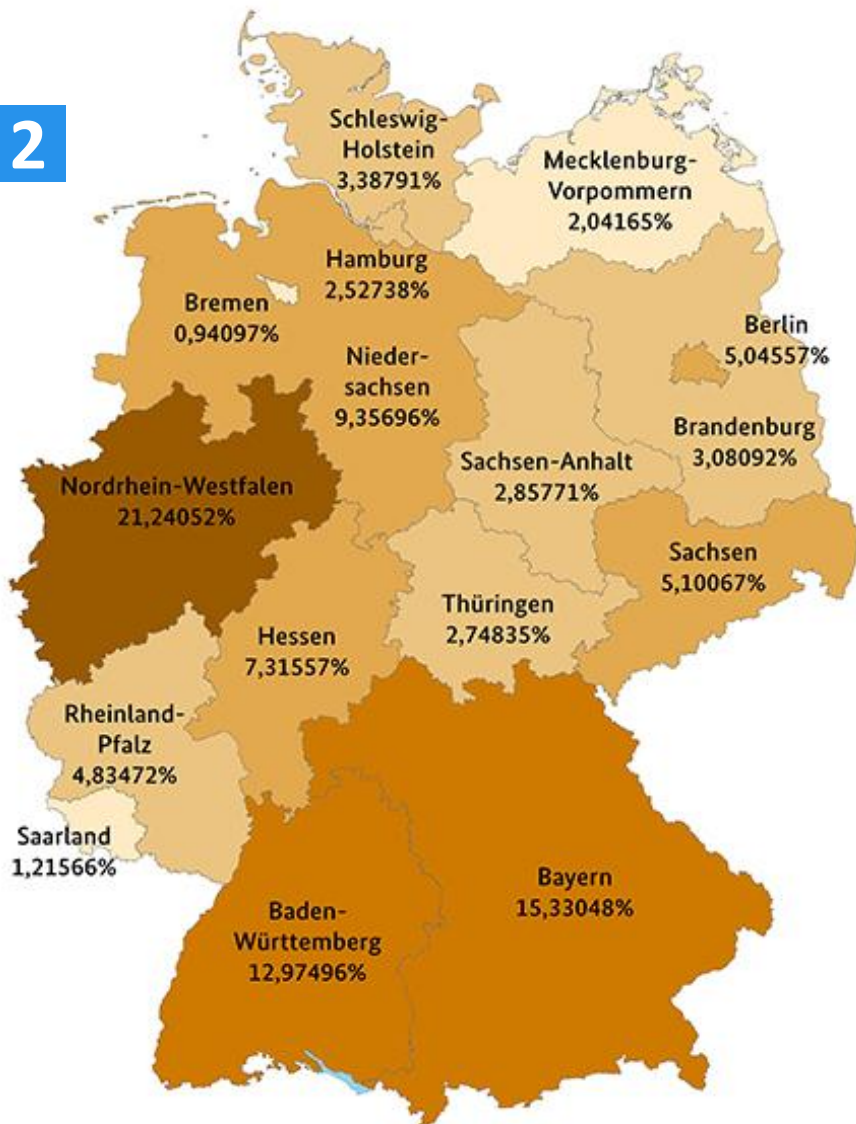 2
Schleswig-
Holstein
3,38791%
Mecklenburg-
Vorpommern
2,04165%
Hamburg
2,52738%
Bremen
0,94097%
Berlin
5,04557%
Nieder-
sachsen
9,35696%
Brandenburg
3,08092%
Sachsen-Anhalt
2,85771%
Nordrhein-Westfalen
21,24052%
Sachsen
5,10067%
Thüringen
2,74835%
Hessen
7,31557%
Rheinland-
Pfalz
4,83472%
Saarland
1,21566%
Bayern
15,33048%
Baden-
Württemberg
12,97496%